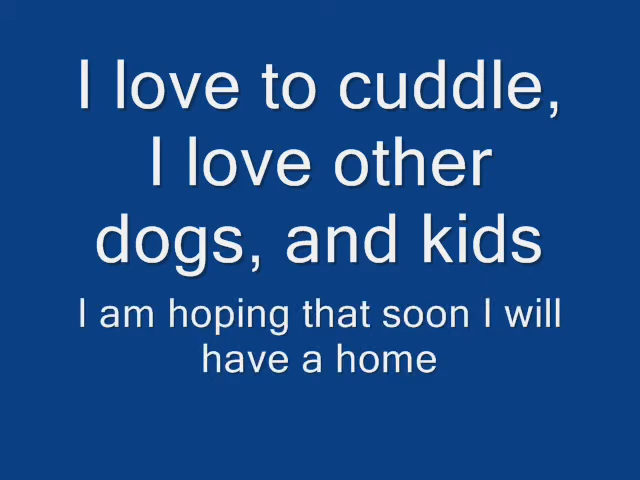 I love to cuddle,
I love other
dogs, and kids
I am hoping that soon I will
have a home